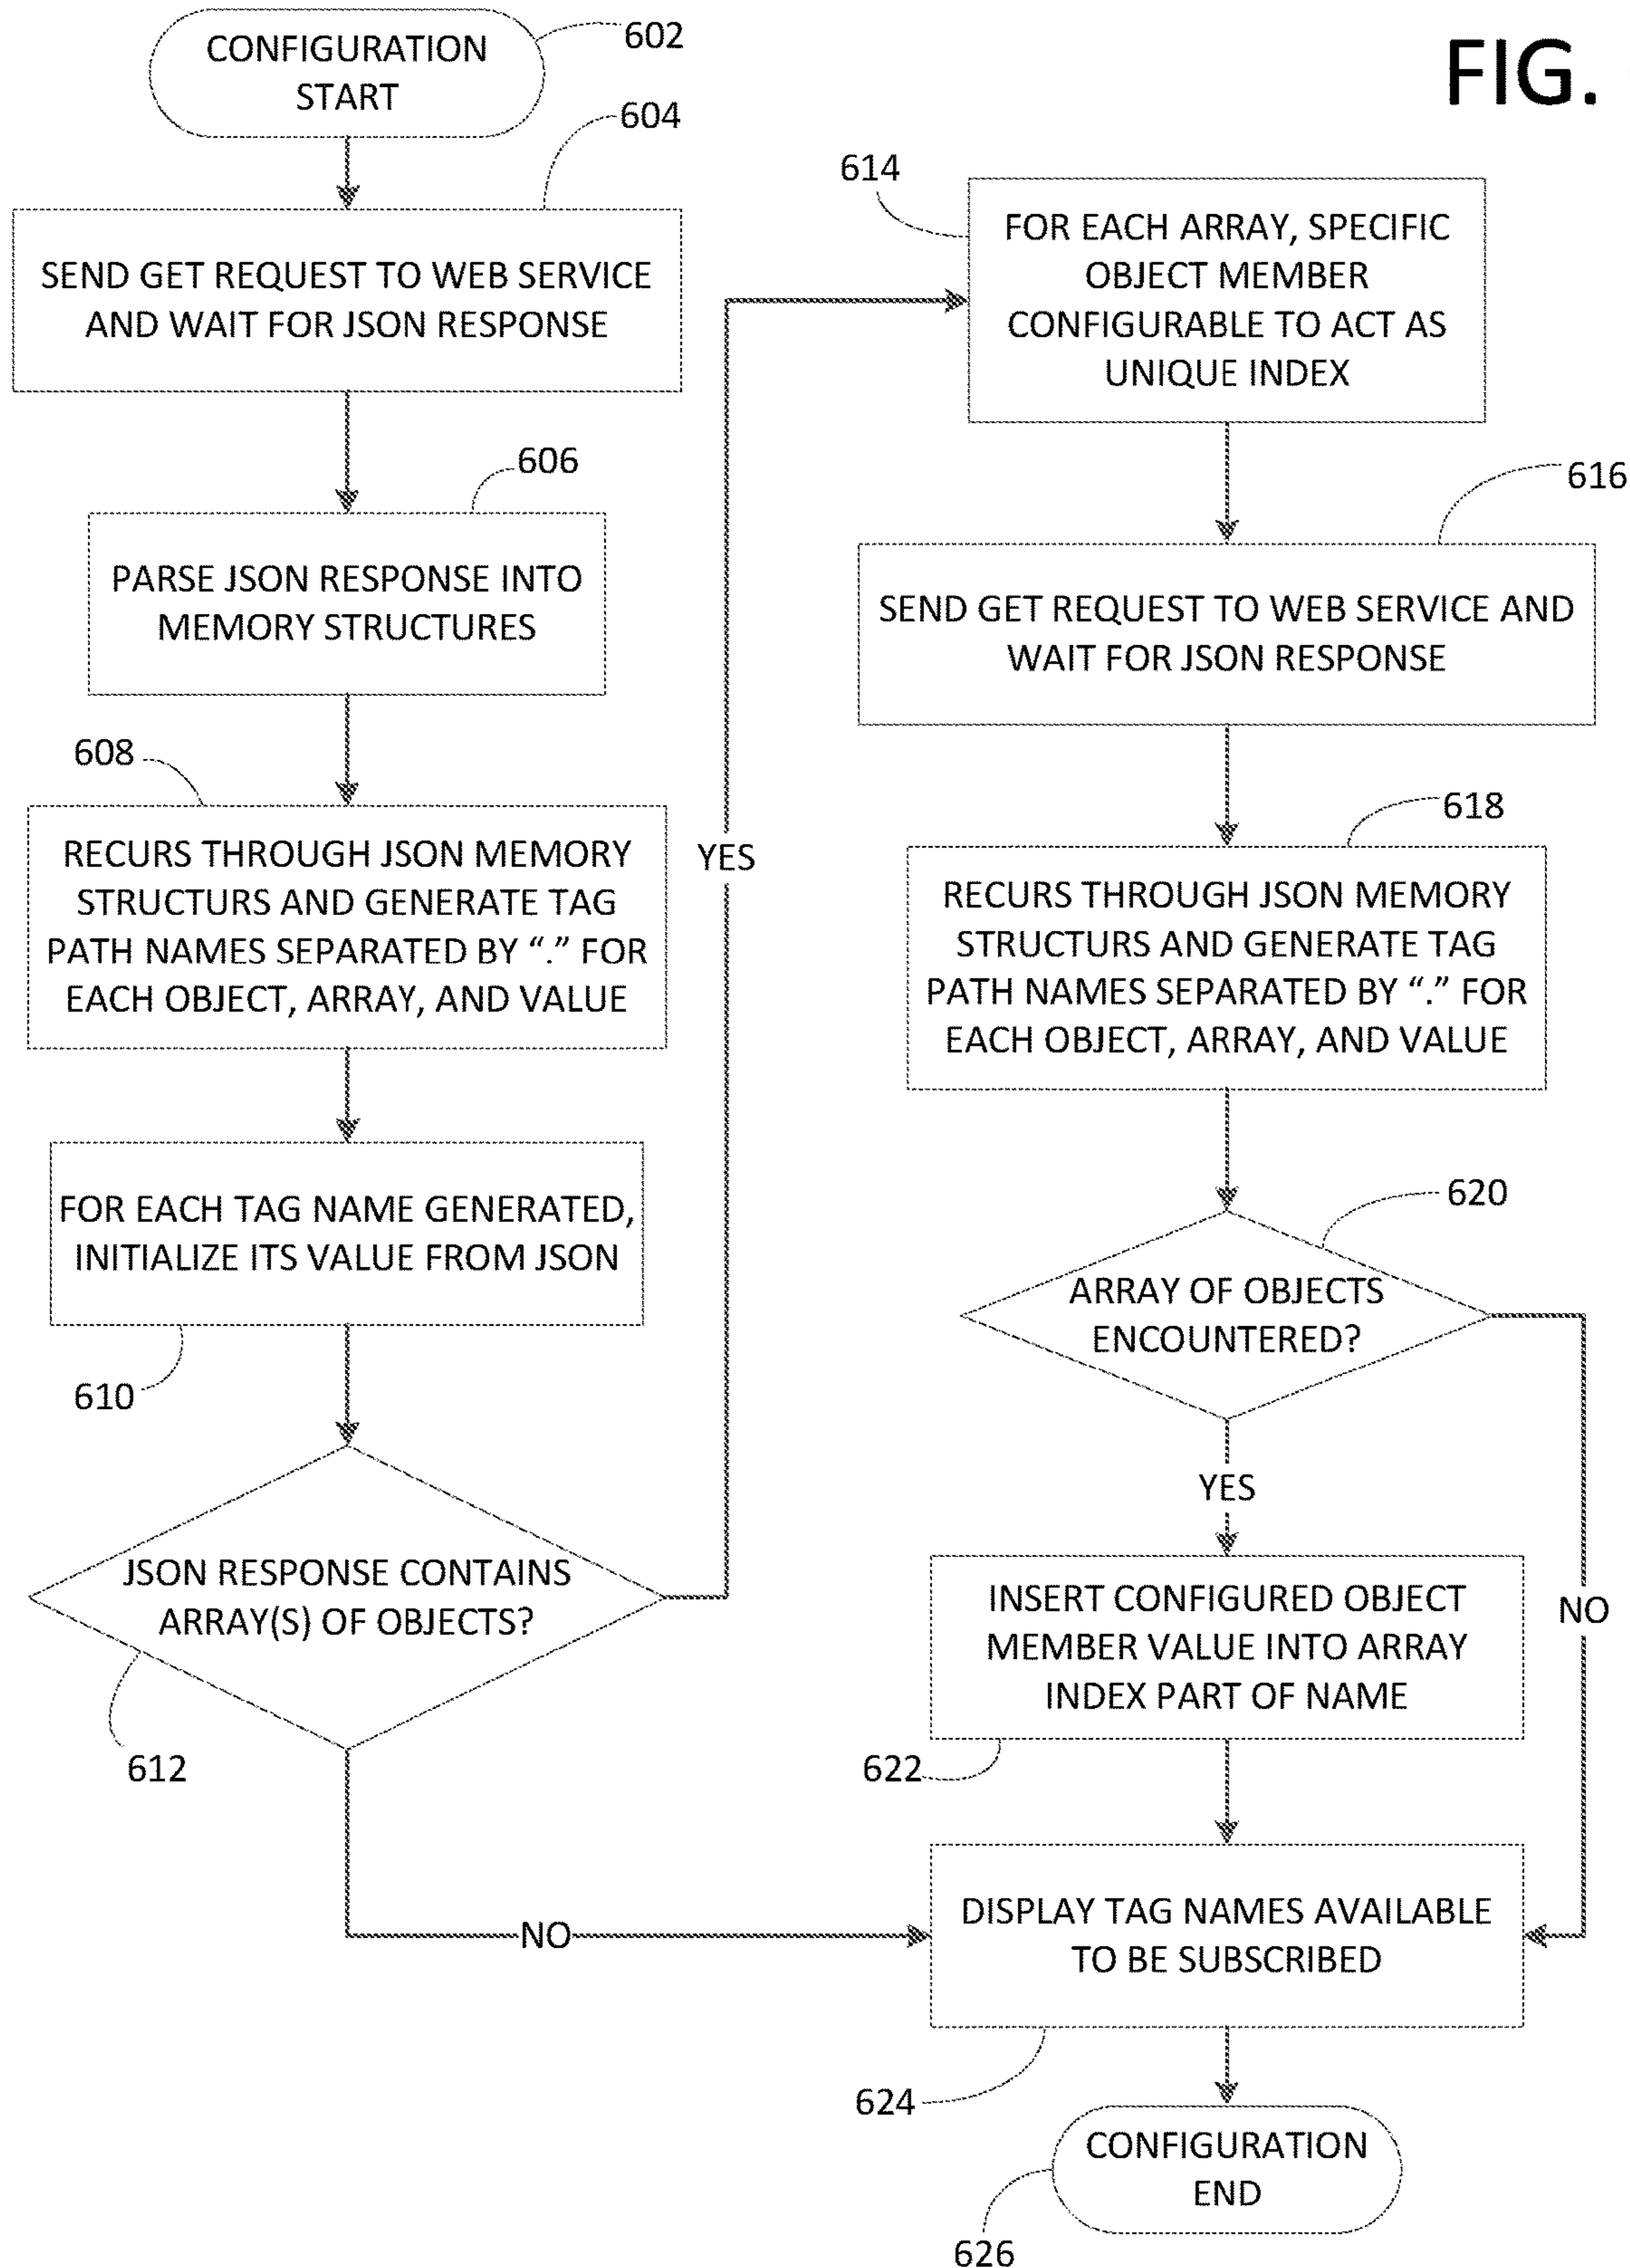 FIG.
CONFIGURATION
START
602
604
SEND GET REQUEST TO WEB SERVICE
AND WAIT FOR JSON RESPONSE
606
PARSE JSON RESPONSE INTO
MEMORY STRUCTURES
608
RECURS THROUGH JSON MEMORY
STRUCTURS AND GENERATE TAG
PATH NAMES SEPARATED BY “.” FOR
EACH OBJECT, ARRAY, AND VALUE
FOR EACH TAG NAME GENERATED,
INITIALIZE ITS VALUE FROM JSON
610
JSON RESPONSE CONTAINS
ARRAY(S) OF OBJECTS?
612
YES
NO
614
FOR EACH ARRAY, SPECIFIC
OBJECT MEMBER
CONFIGURABLE TO ACT AS
UNIQUE INDEX
616
SEND GET REQUEST TO WEB SERVICE AND
WAIT FOR JSON RESPONSE
618
RECURS THROUGH JSON MEMORY
STRUCTURS AND GENERATE TAG
PATH NAMES SEPARATED BY “.” FOR
EACH OBJECT, ARRAY, AND VALUE
620
ARRAY OF OBJECTS
ENCOUNTERED?
YES
NO
INSERT CONFIGURED OBJECT
MEMBER VALUE INTO ARRAY
INDEX PART OF NAME
622
DISPLAY TAG NAMES AVAILABLE
TO BE SUBSCRIBED
624
CONFIGURATION
END
626